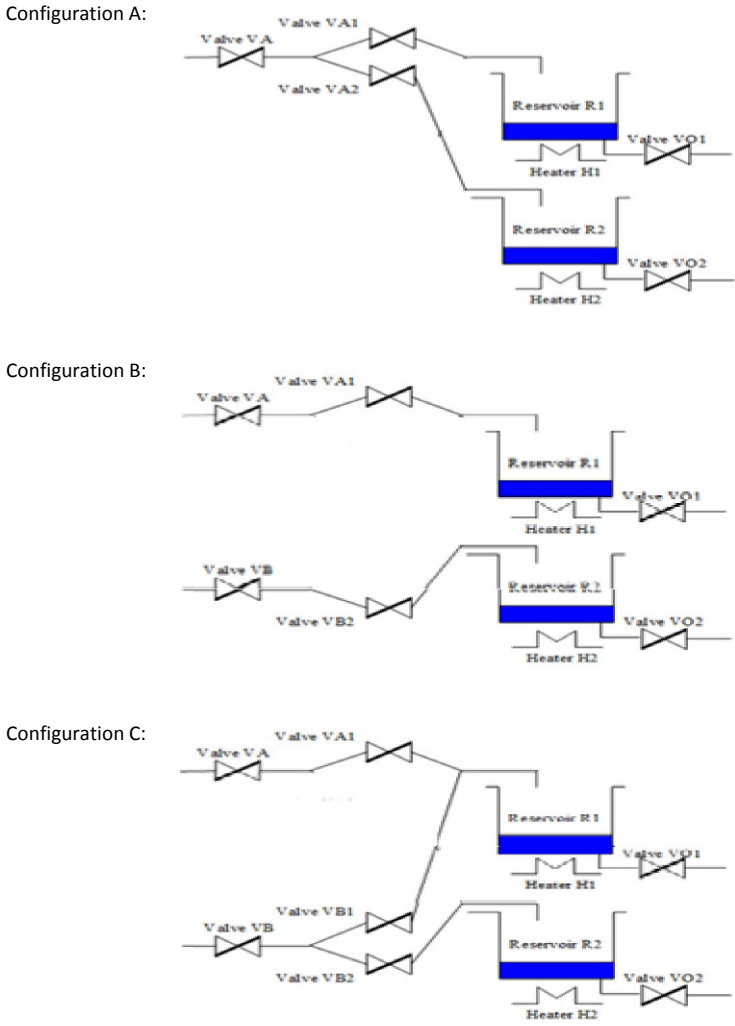 Configuration A:
Valve VA1
Valve VA
Valve VA2
Reservoir R1
Valve VO1
Heater H1
Reservoir R2
Valve VO2
Heater H2
Configuration B:
Valve VA1
Valve VA
Reservoir R1
Valve VO1
Heater H1
Valve VB
Reservoir R2
Valve VB2
Valve VO2
Heater H2
Configuration C:
Valve VA1
Valve VA
Reservoir R1
Valve VO1
Heater H1
Valve VB1
Valve VB
Reservoir R2
Valve VB2
Valve VO2
Heater H2